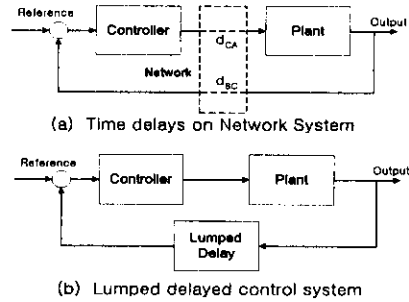 Reference
Controller
Plant
Output
d_CA
Network
d_SC
(a) Time delays on Network System
Reference
Controller
Plant
Output
Lumped
Delay
(b) Lumped delayed control system